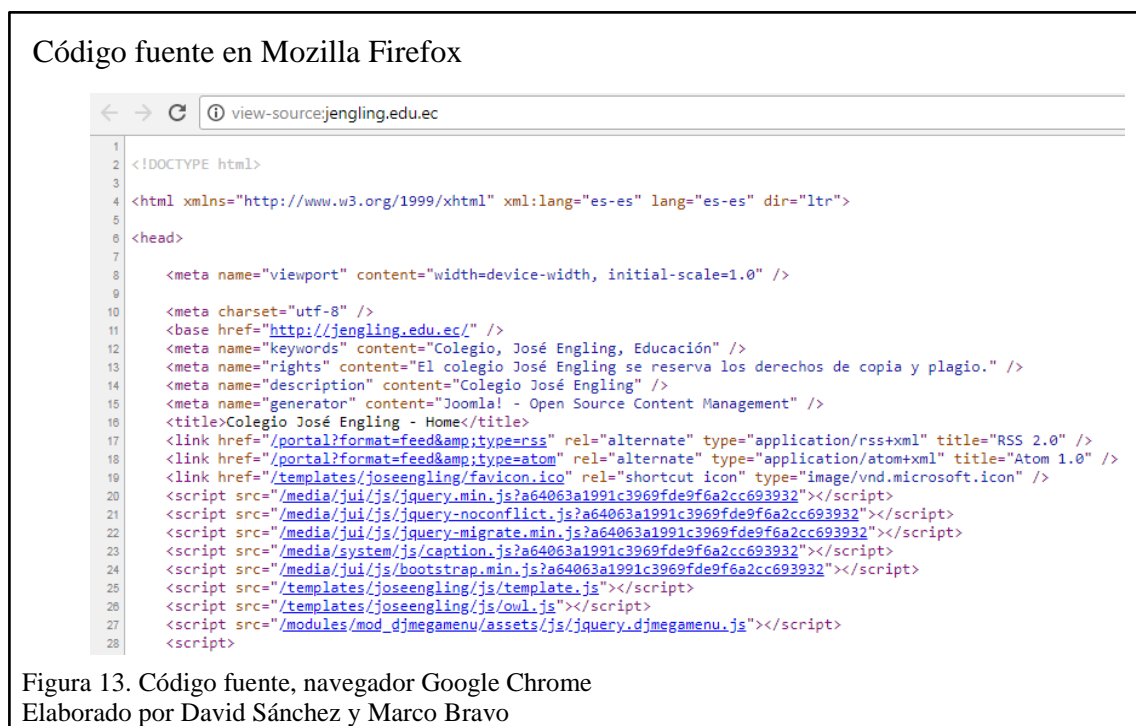 Código fuente en Mozilla Firefox
view-source:jengling.edu.ec
1
2 <!DOCTYPE html>
3
4 <html xmlns="http://www.w3.org/1999/xhtml" xml:lang="es-es" lang="es-es" dir="ltr">
5
6 <head>
7
8 <meta name="viewport" content="width=device-width, initial-scale=1.0" />
9
10 <meta charset="utf-8" />
11 <base href="http://jengling.edu.ec/" />
12 <meta name="keywords" content="Colegio, José Engling, Educación" />
13 <meta name="rights" content="El colegio José Engling se reserva los derechos de copia y plagio." />
14 <meta name="description" content="Colegio José Engling" />
15 <meta name="generator" content="Joomla! - Open Source Content Management" />
16 <title>Colegio José Engling - Home</title>
17 <link href="/portal?format=feed&amp;type=rss" rel="alternate" type="application/rss+xml" title="RSS 2.0" />
18 <link href="/portal?format=feed&amp;type=atom" rel="alternate" type="application/atom+xml" title="Atom 1.0" />
19 <link href="/templates/joseengling/favicon.ico" rel="shortcut icon" type="image/vnd.microsoft.icon" />
20 <script src="/media/jui/js/jquery.min.js?a64063a1991c3969fde9f6a2cc693932"></script>
21 <script src="/media/jui/js/jquery-noconflict.js?a64063a1991c3969fde9f6a2cc693932"></script>
22 <script src="/media/jui/js/jquery-migrate.min.js?a64063a1991c3969fde9f6a2cc693932"></script>
23 <script src="/media/system/js/caption.js?a64063a1991c3969fde9f6a2cc693932"></script>
24 <script src="/media/jui/js/bootstrap.min.js?a64063a1991c3969fde9f6a2cc693932"></script>
25 <script src="/templates/joseengling/js/template.js"></script>
26 <script src="/templates/joseengling/js/owl.js"></script>
27 <script src="/modules/mod_djmegamenu/assets/js/jquery.djmegamenu.js"></script>
28 <script>
Figura 13. Código fuente, navegador Google Chrome
Elaborado por David Sánchez y Marco Bravo